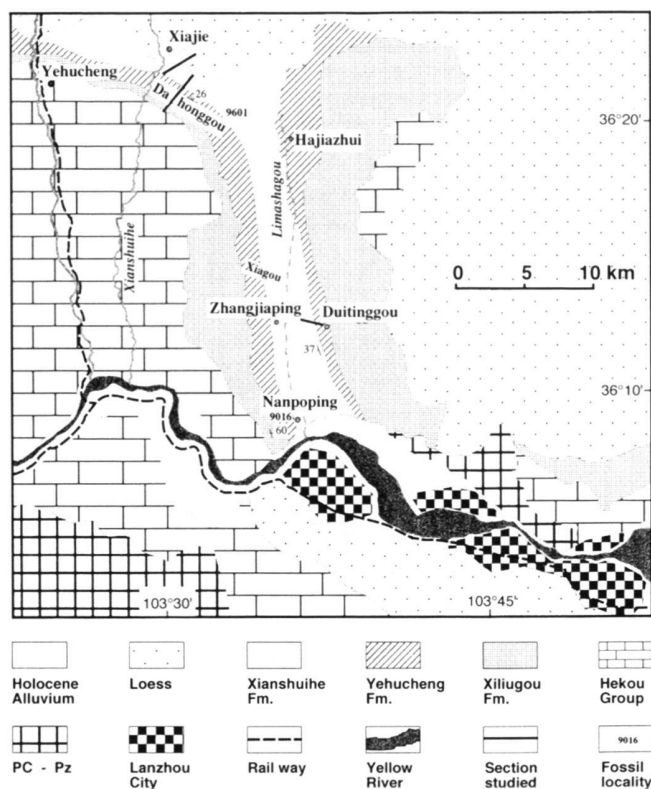 Xiajie
Yehucheng
Da honggou
26
9601
36°20'
Hajiazhui
Limashagou
Xianshuihe
0 5 10 km
Xiagou
Zhangjiaping
Duitinggou
37
36°10'
Nanpoping
9016
60
103°30'
103°45'
Holocene
Alluvium
Loess
Xianshuihe
Fm.
Yehucheng
Fm.
Xiliugou
Fm.
Hekou
Group
PC - Pz
Lanzhou
City
Rail way
Yellow
River
Section
studied
9016
Fossil
locality